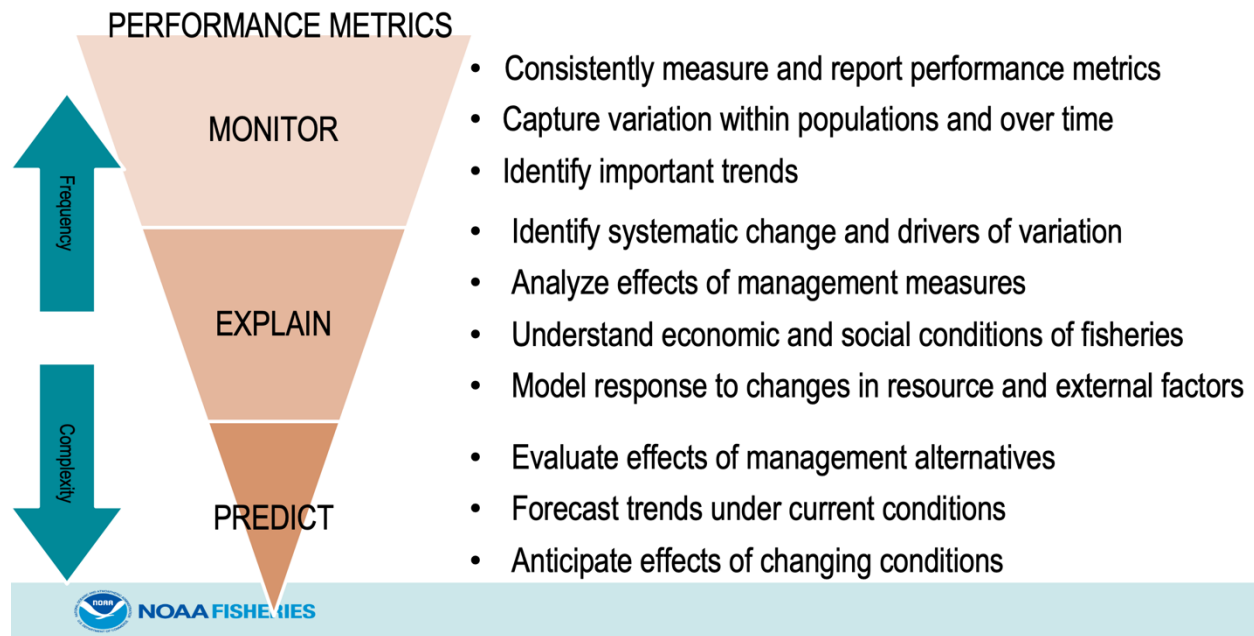 PERFORMANCE METRICS
MONITOR
• Consistently measure and report performance metrics
• Capture variation within populations and over time
• Identify important trends
Frequency
EXPLAIN
• Identify systematic change and drivers of variation
• Analyze effects of management measures
• Understand economic and social conditions of fisheries
• Model response to changes in resource and external factors
Complexity
PREDICT
• Evaluate effects of management alternatives
• Forecast trends under current conditions
• Anticipate effects of changing conditions
NOAA
NOAA FISHERIES